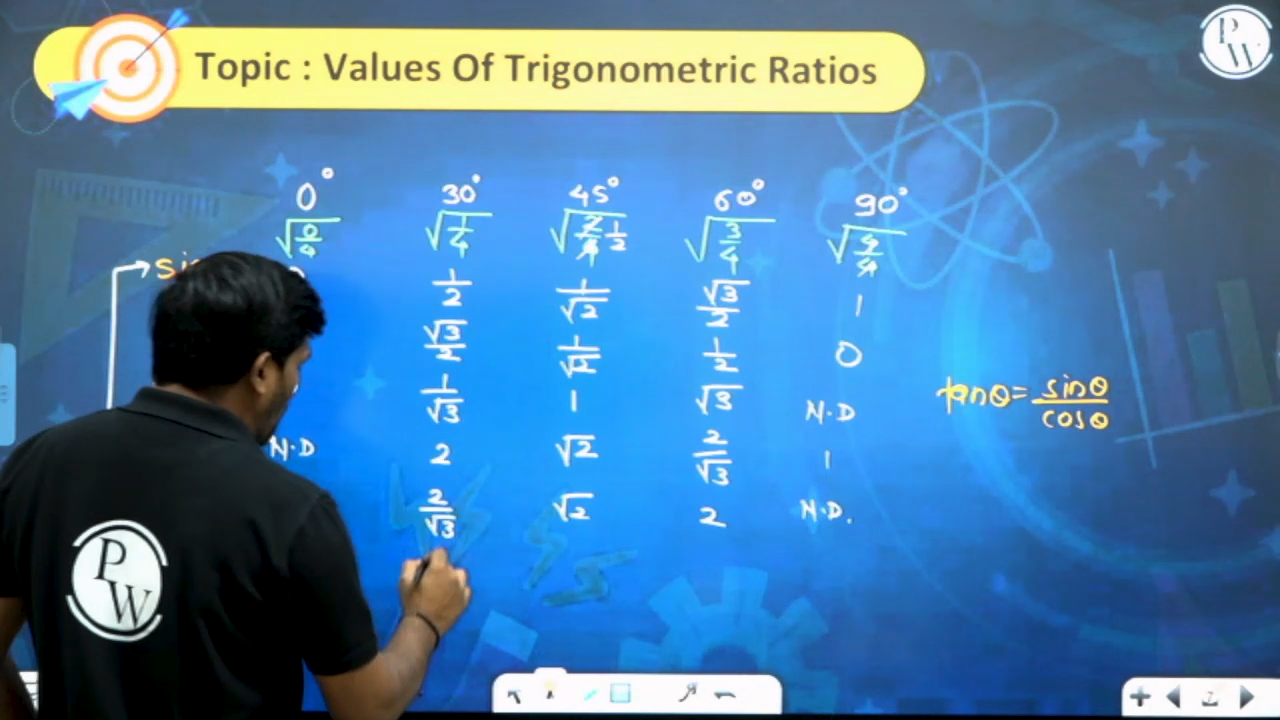 Topic : Values Of Trigonometric Ratios
P W
0° 30° 45° 60° 90°
√0/4 √1/4 √2/4 1/2 √3/4 √4/4
1/2 1/√2 √3/2 1
√3/2 1/√2 1/2 0
1/√3 1 √3 N.D
tanθ = sinθ/cosθ
N.D 2 √2 2/√3 1
2/√3 √2 2 N.D.
P W